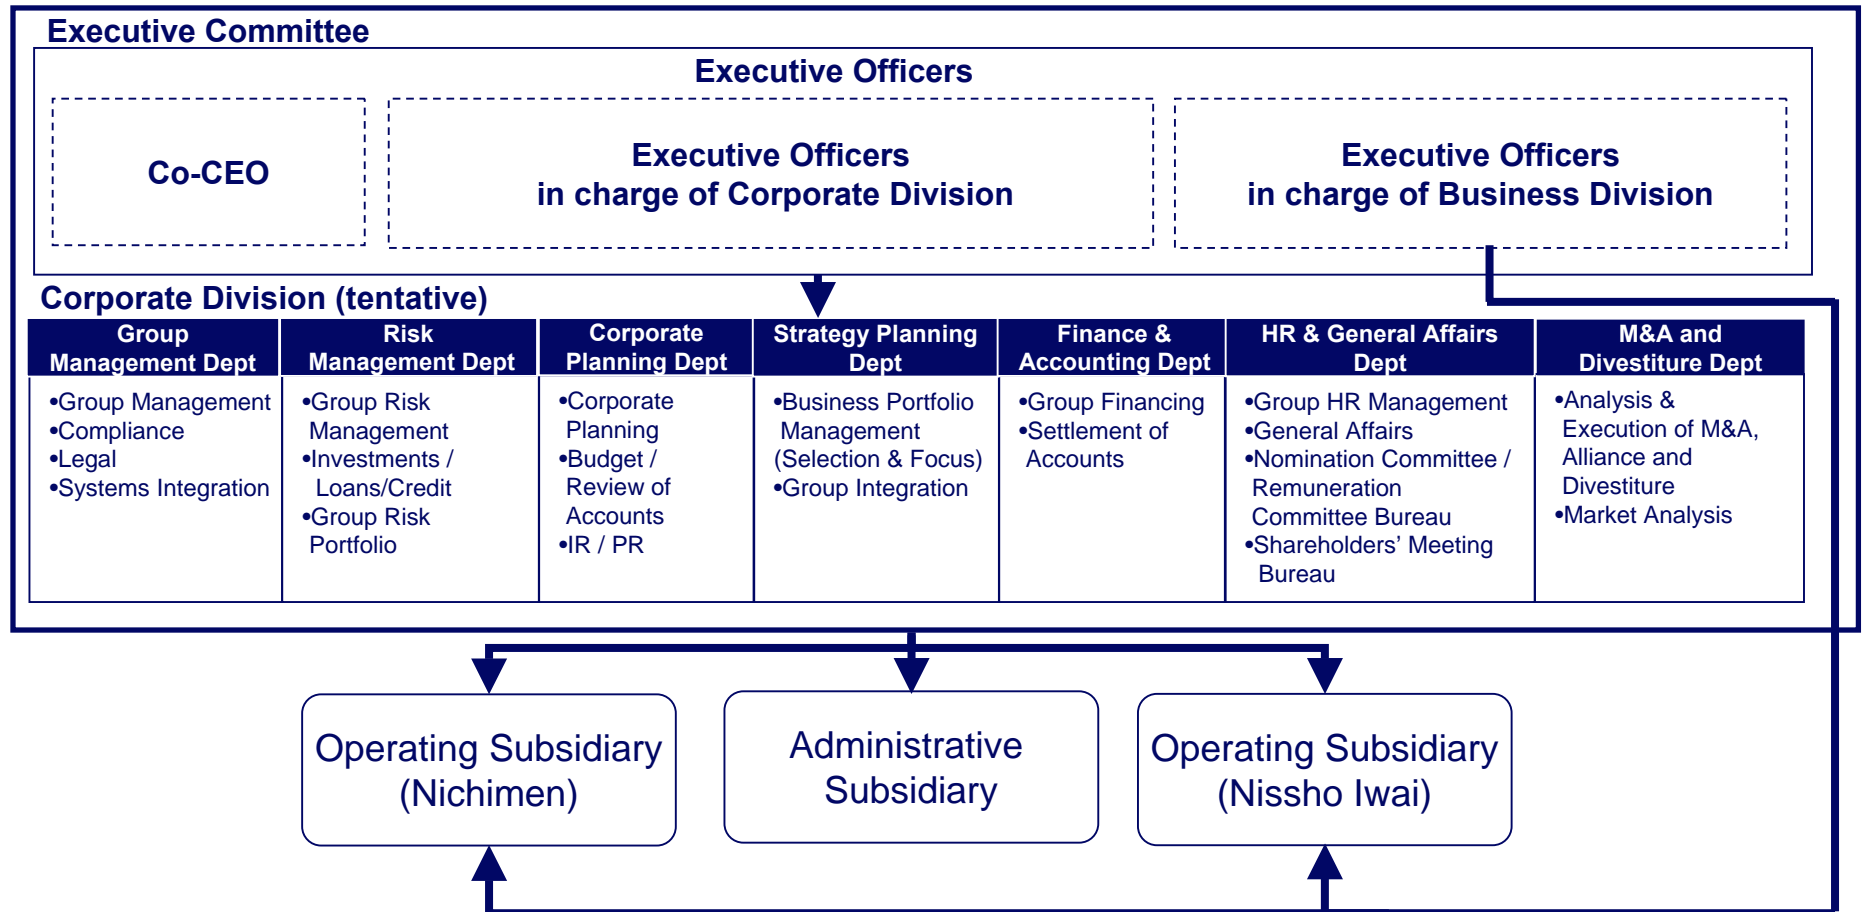 Executive Committee
Executive Officers
Co-CEO
Executive Officers
in charge of Corporate Division
Executive Officers
in charge of Business Division
Corporate Division (tentative)
Group
Management Dept
Risk
Management Dept
Corporate
Planning Dept
Strategy Planning
Dept
Finance &
Accounting Dept
HR & General Affairs
Dept
M&A and
Divestiture Dept
•Group Management
•Compliance
•Legal
•Systems Integration
•Group Risk
Management
•Investments /
Loans/Credit
•Group Risk
Portfolio
•Corporate
Planning
•Budget /
Review of
Accounts
•IR / PR
•Business Portfolio
Management
(Selection & Focus)
•Group Integration
•Group Financing
•Settlement of
Accounts
•Group HR Management
•General Affairs
•Nomination Committee /
Remuneration
Committee Bureau
•Shareholders’ Meeting
Bureau
•Analysis &
Execution of M&A,
Alliance and
Divestiture
•Market Analysis
Operating Subsidiary
(Nichimen)
Administrative
Subsidiary
Operating Subsidiary
(Nissho Iwai)